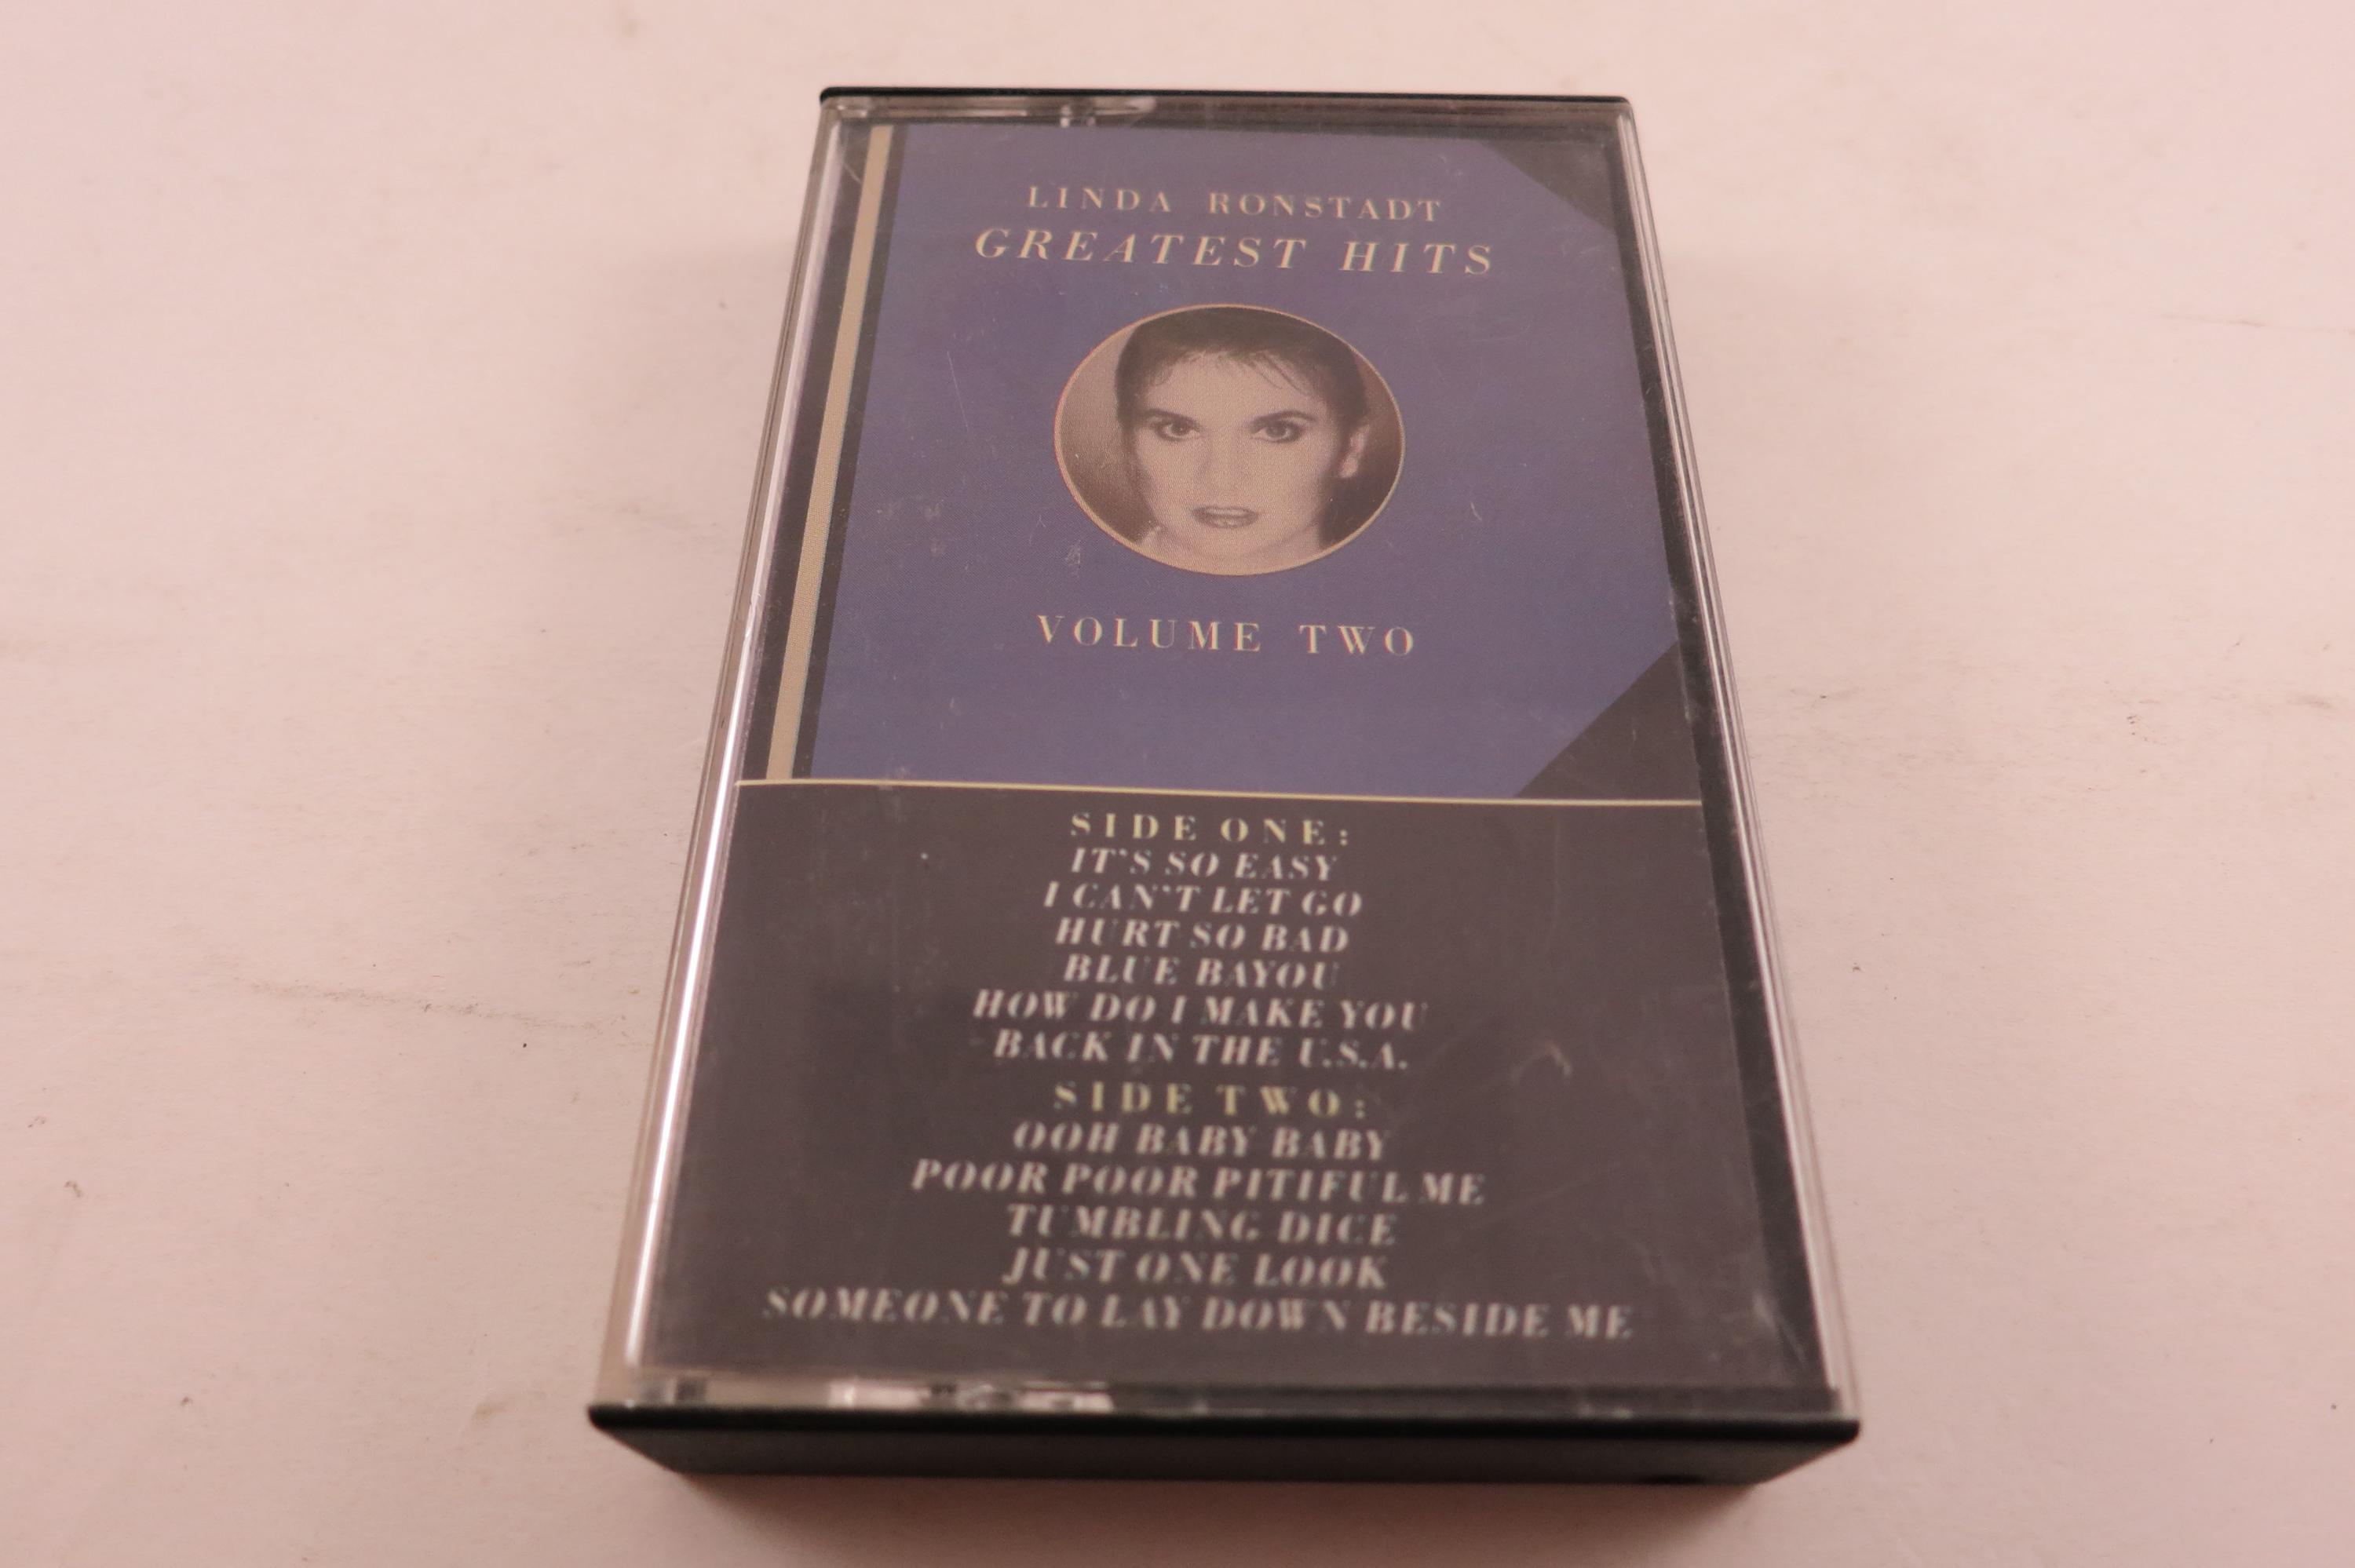 LINDA RONSTADT
GREATEST HITS
VOLUME TWO
SIDE ONE:
IT'S SO EASY
I CAN'T LET GO
HURT SO BAD
BLUE BAYOU
HOW DO I MAKE YOU
BACK IN THE U.S.A.
SIDE TWO:
OOH BABY BABY
POOR POOR PITIFUL ME
TUMBLING DICE
JUST ONE LOOK
SOMEONE TO LAY DOWN BESIDE ME